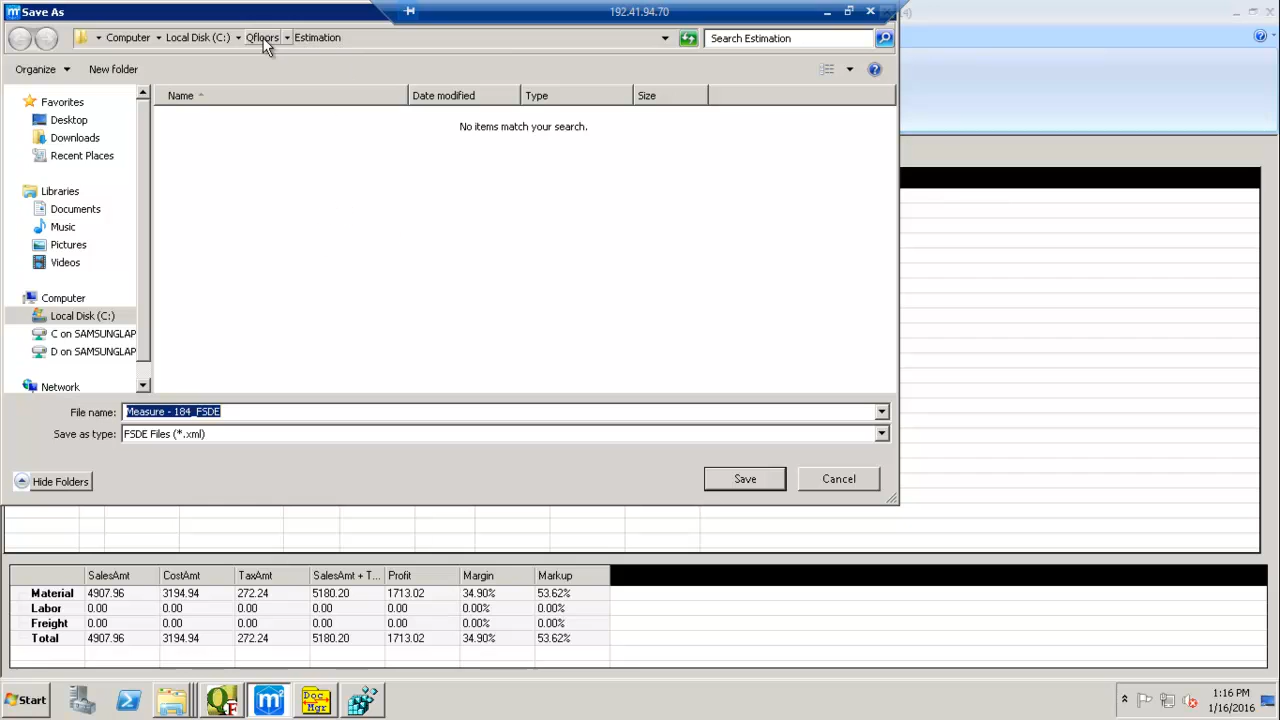 Save As
192.41.94.70
4)
Computer Local Disk (C:) Qfloors Estimation
Search Estimation
Organize New folder
Favorites
Desktop
Downloads
Recent Places
Libraries
Documents
Music
Pictures
Videos
Computer
Local Disk (C:)
C on SAMSUNGLAP
D on SAMSUNGLAP
Network
Name Date modified Type Size
No items match your search.
File name: Measure - 184_FSDE
Save as type: FSDE Files (*.xml)
Hide Folders Save Cancel
SalesAmt CostAmt TaxAmt SalesAmt + T... Profit Margin Markup
Material 4907.96 3194.94 272.24 5180.20 1713.02 34.90% 53.62%
Labor 0.00 0.00 0.00 0.00 0.00 0.00% 0.00%
Freight 0.00 0.00 0.00 0.00 0.00 0.00% 0.00%
Total 4907.96 3194.94 272.24 5180.20 1713.02 34.90% 53.62%
Start
QF
m²
Doc
Mgr
1:16 PM
1/16/2016